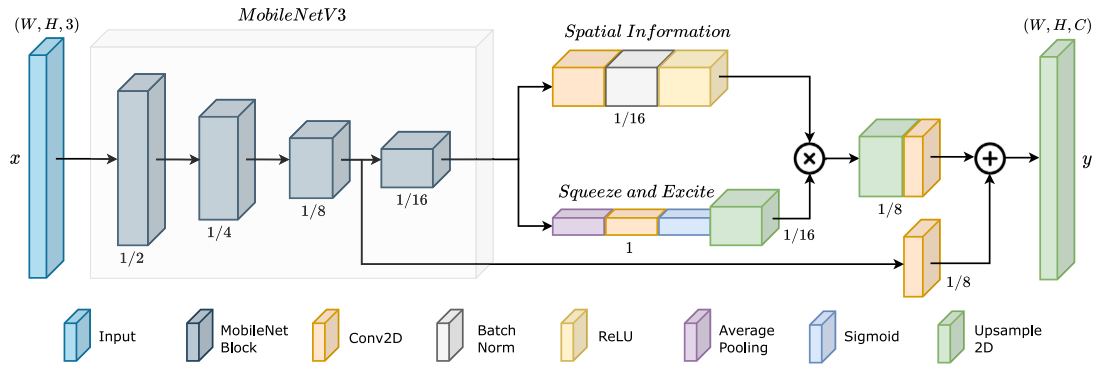 MobileNetV3
(W, H, 3)
Spatial Information
(W, H, C)
1/16
x
y
1/8
1/16
1/4
1/2
Squeeze and Excite
1
1/16
1/8
1/8
Input
MobileNet
Block
Conv2D
Batch
Norm
ReLU
Average
Pooling
Sigmoid
Upsample
2D